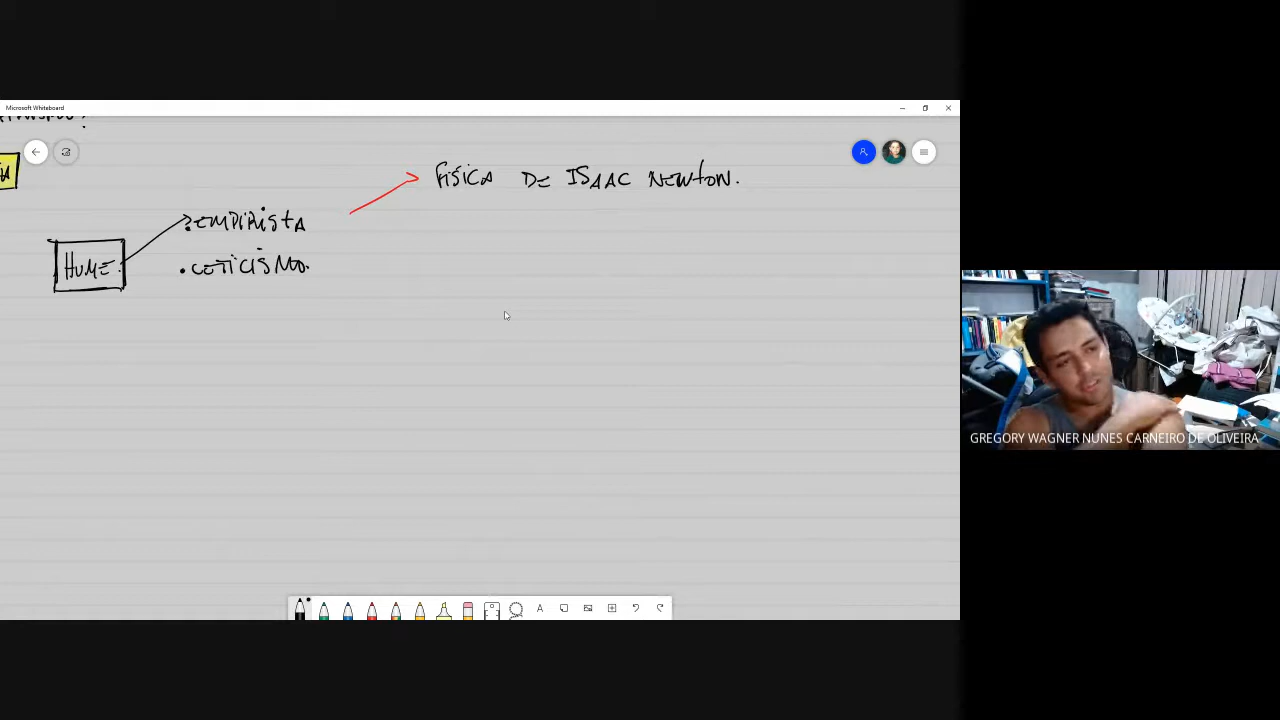 Microsoft Whiteboard
FÍSICA DE ISAAC NEWTON.
EMPIRISTA
HUME
• CETICISMO.
A
GREGORY WAGNER NUNES CARNEIRO DE OLIVEIRA